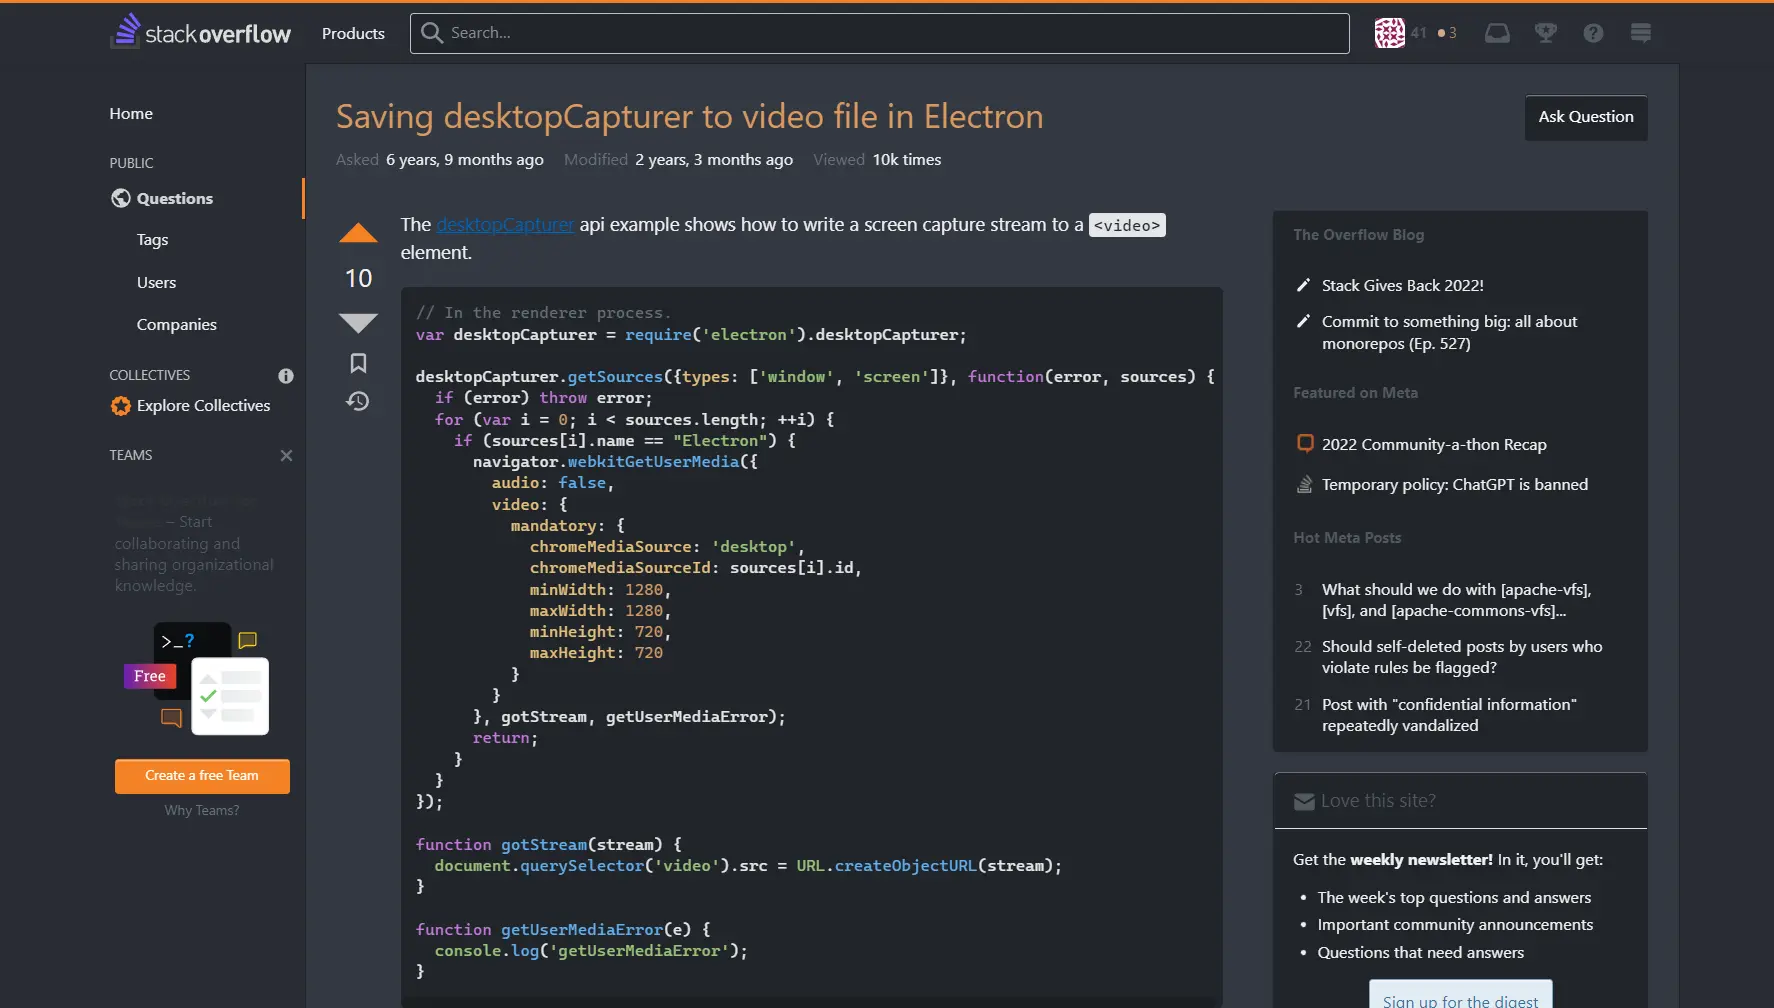 stackoverflow
Products
Search...
41 3
Home
PUBLIC
Questions
Tags
Users
Companies
COLLECTIVES
Explore Collectives
TEAMS
– Start
collaborating and
sharing organizational
knowledge.
>_?
Free
Create a free Team
Why Teams?
Saving desktopCapturer to video file in Electron
Ask Question
Asked 6 years, 9 months ago Modified 2 years, 3 months ago Viewed 10k times
10
The desktopCapturer api example shows how to write a screen capture stream to a <video>
element.
// In the renderer process.
var desktopCapturer = require('electron').desktopCapturer;
desktopCapturer.getSources({types: ['window', 'screen']}, function(error, sources) {
if (error) throw error;
for (var i = 0; i < sources.length; ++i) {
if (sources[i].name == "Electron") {
navigator.webkitGetUserMedia({
audio: false,
video: {
mandatory: {
chromeMediaSource: 'desktop',
chromeMediaSourceId: sources[i].id,
minWidth: 1280,
maxWidth: 1280,
minHeight: 720,
maxHeight: 720
}
}
}, gotStream, getUserMediaError);
return;
}
}
});
function gotStream(stream) {
document.querySelector('video').src = URL.createObjectURL(stream);
}
function getUserMediaError(e) {
console.log('getUserMediaError');
}
The Overflow Blog
Stack Gives Back 2022!
Commit to something big: all about
monorepos (Ep. 527)
Featured on Meta
2022 Community-a-thon Recap
Temporary policy: ChatGPT is banned
Hot Meta Posts
3 What should we do with [apache-vfs],
[vfs], and [apache-commons-vfs]...
22 Should self-deleted posts by users who
violate rules be flagged?
21 Post with "confidential information"
repeatedly vandalized
Love this site?
Get the weekly newsletter! In it, you'll get:
• The week's top questions and answers
• Important community announcements
• Questions that need answers
Sign up for the digest